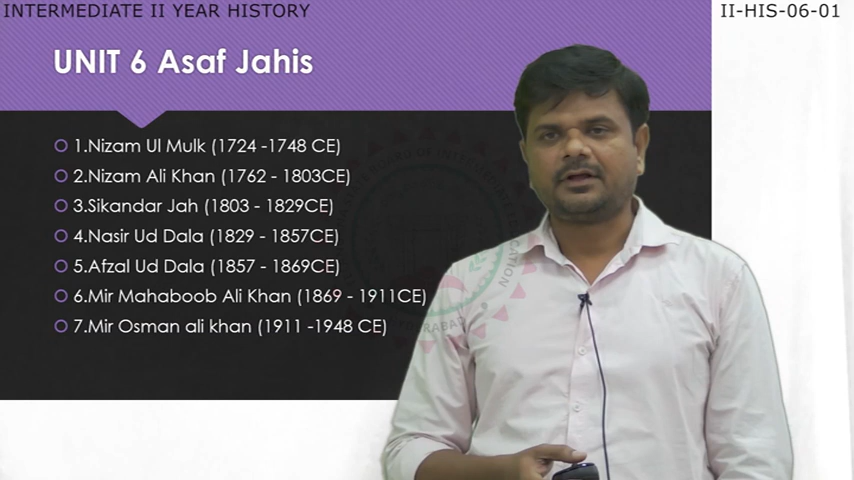 INTERMEDIATE II YEAR HISTORY
II-HIS-06-01
UNIT 6 Asaf Jahis
1.Nizam Ul Mulk (1724 -1748 CE)
2.Nizam Ali Khan (1762 - 1803CE)
3.Sikandar Jah (1803 - 1829CE)
4.Nasir Ud Dala (1829 - 1857CE)
5.Afzal Ud Dala (1857 - 1869CE)
6.Mir Mahaboob Ali Khan (1869 - 1911CE)
7.Mir Osman ali khan (1911 -1948 CE)